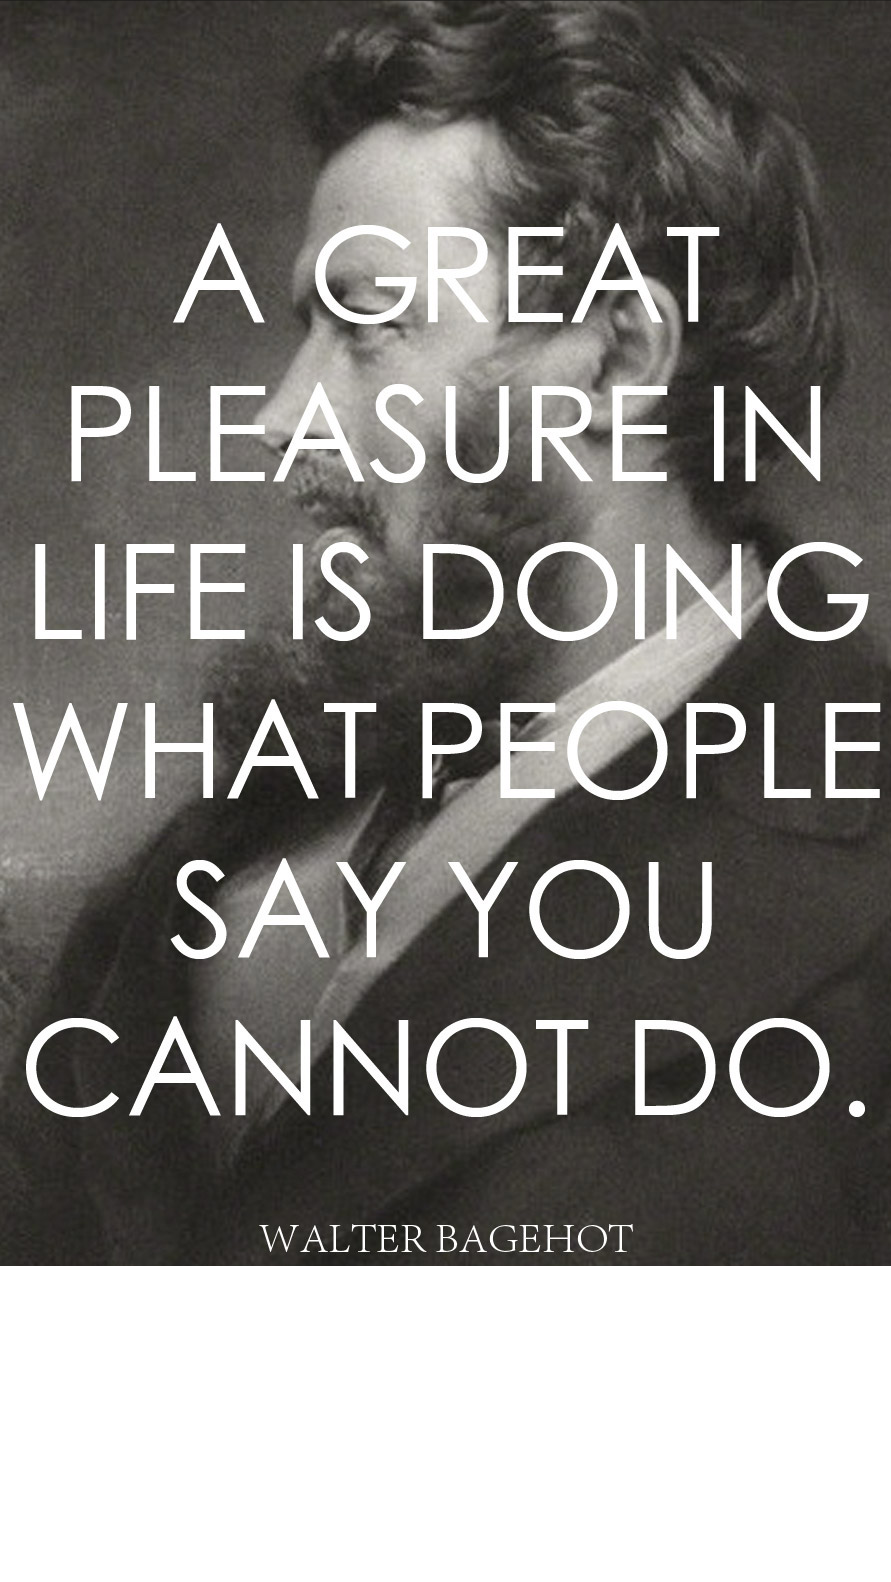 A GREAT
PLEASURE IN
LIFE IS DOING
WHAT PEOPLE
SAY YOU
CANNOT DO.
WALTER BAGEHOT